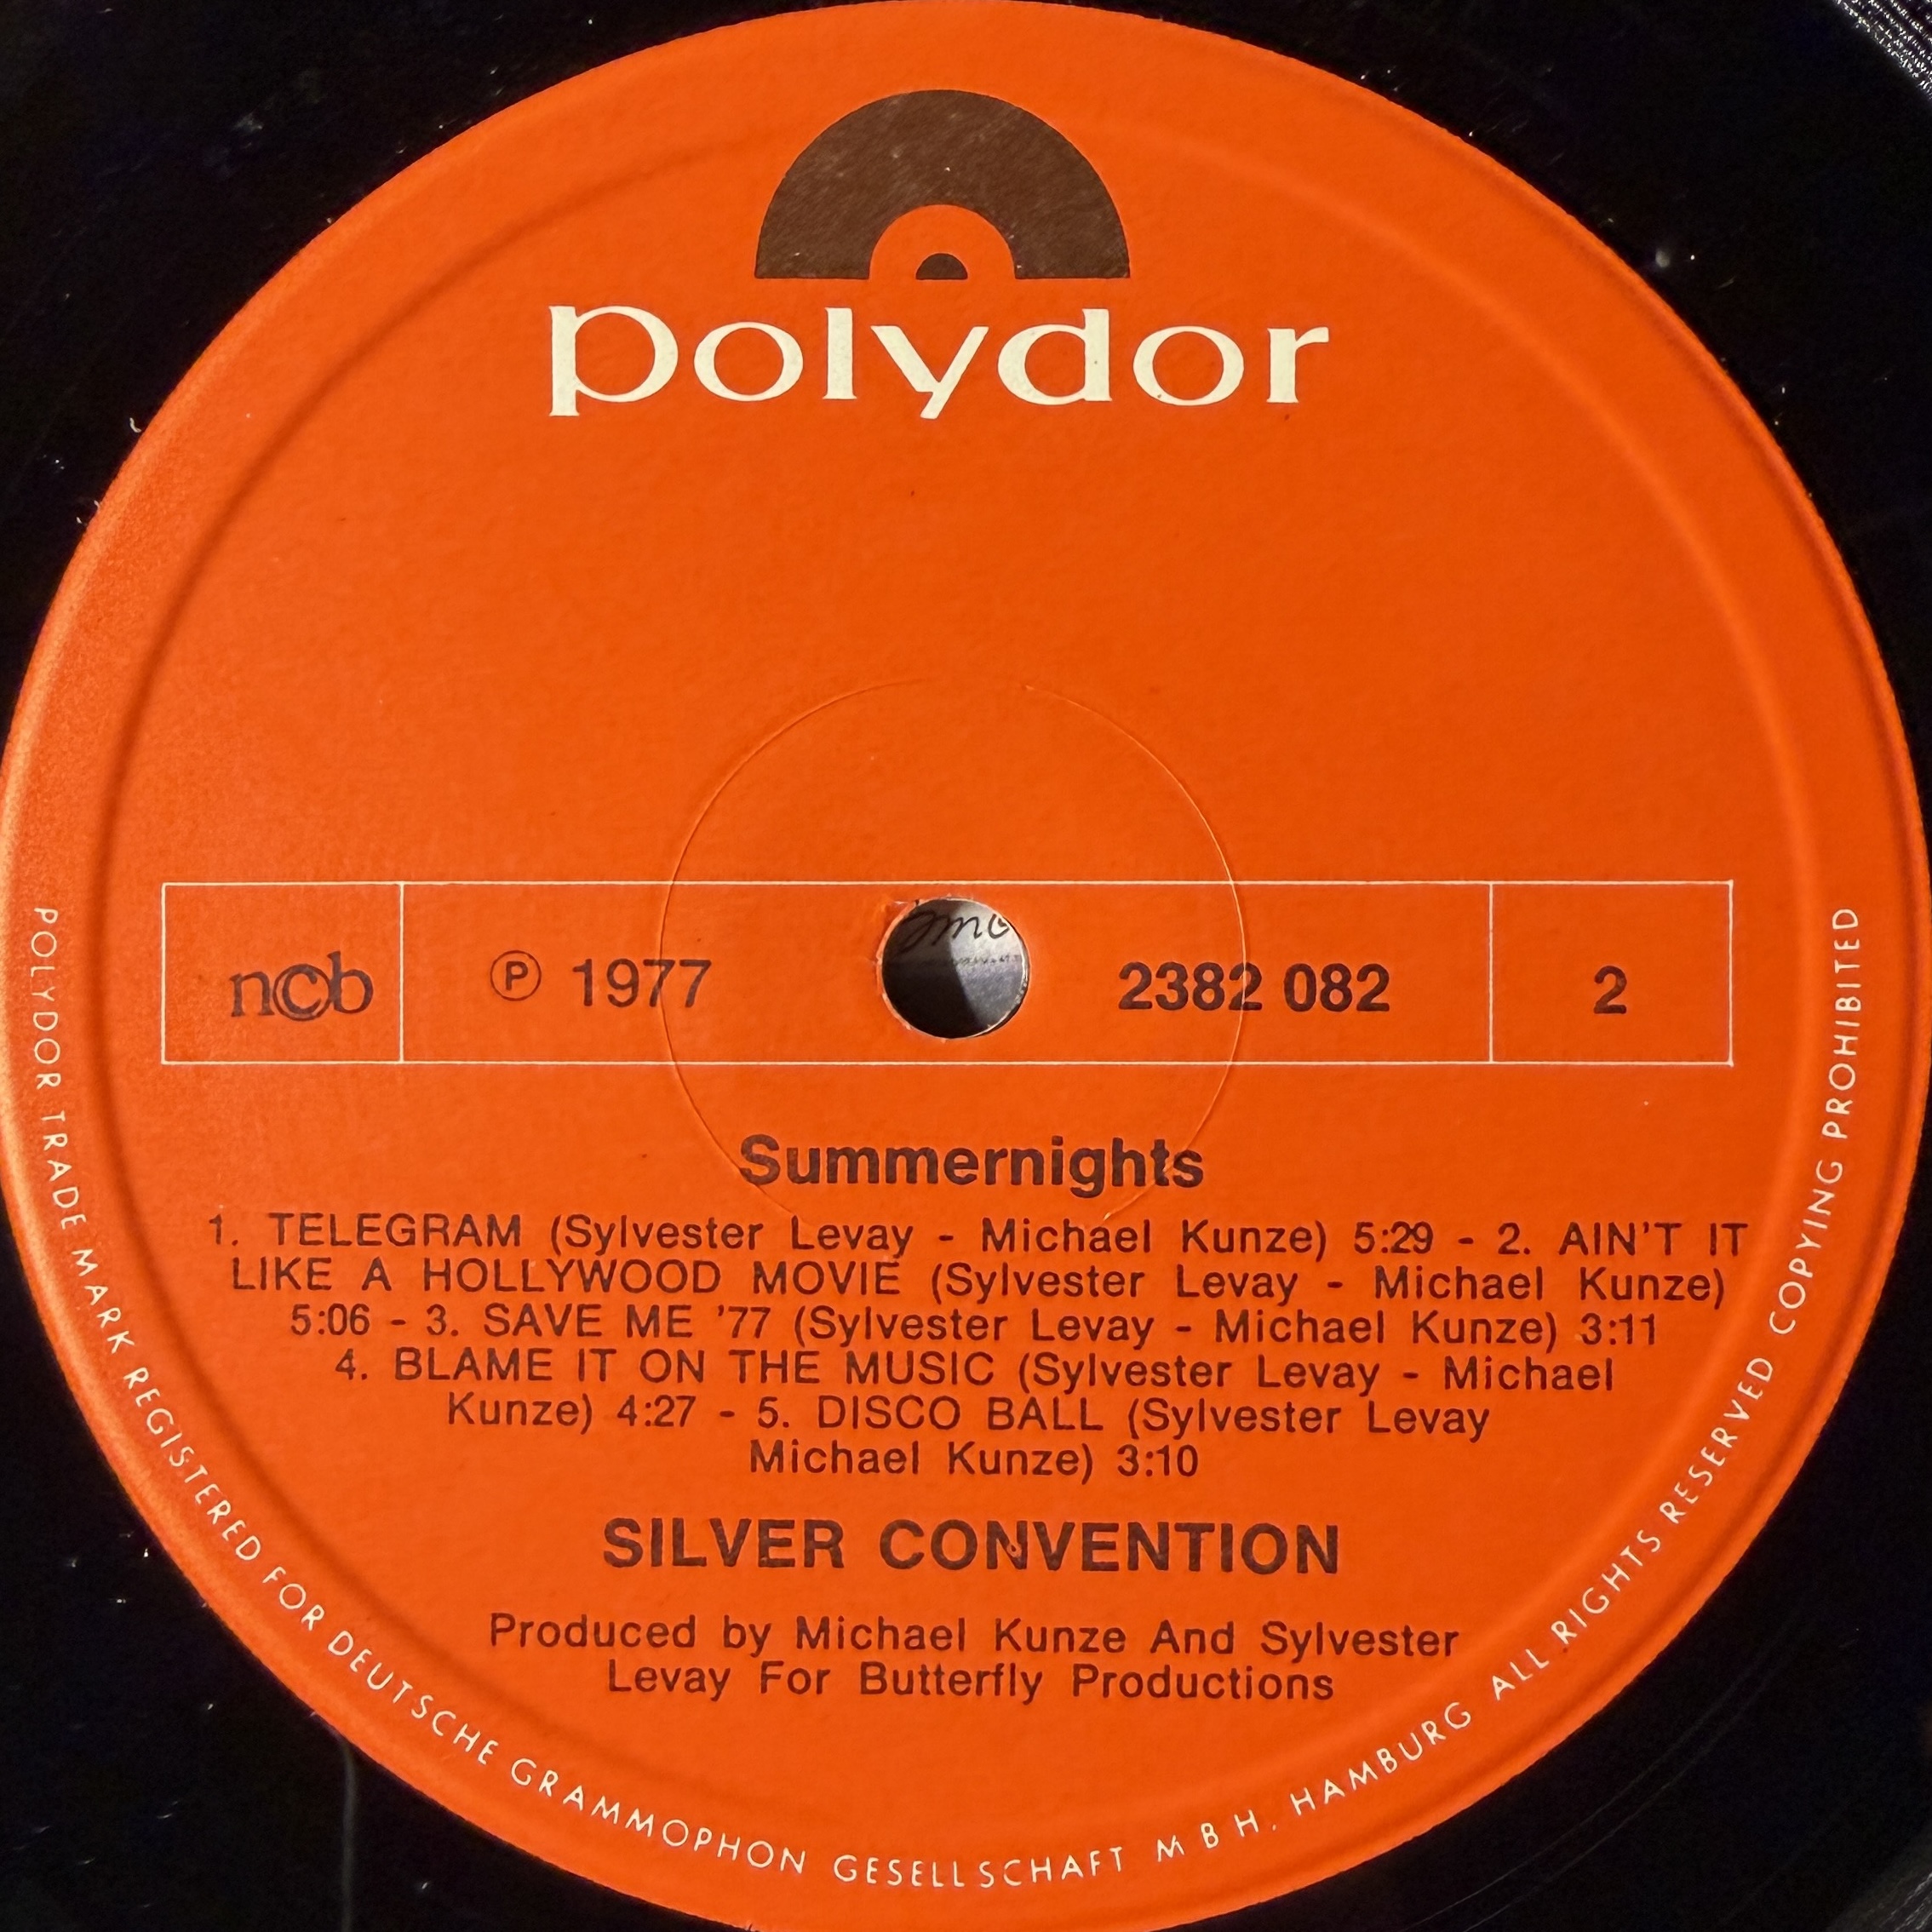 polydor
ncb
Ⓟ 1977
2382 082
2
Summernights
1. TELEGRAM (Sylvester Levay - Michael Kunze) 5:29 - 2. AIN'T IT
LIKE A HOLLYWOOD MOVIE (Sylvester Levay - Michael Kunze)
5:06 - 3. SAVE ME '77 (Sylvester Levay - Michael Kunze) 3:11
4. BLAME IT ON THE MUSIC (Sylvester Levay - Michael
Kunze) 4:27 - 5. DISCO BALL (Sylvester Levay
Michael Kunze) 3:10
SILVER CONVENTION
Produced by Michael Kunze And Sylvester
Levay For Butterfly Productions
POLYDOR TRADE MARK REGISTERED FOR DEUTSCHE GRAMMOPHON GESELLSCHAFT M B H. HAMBURG ALL RIGHTS RESERVED COPYING PROHIBITED